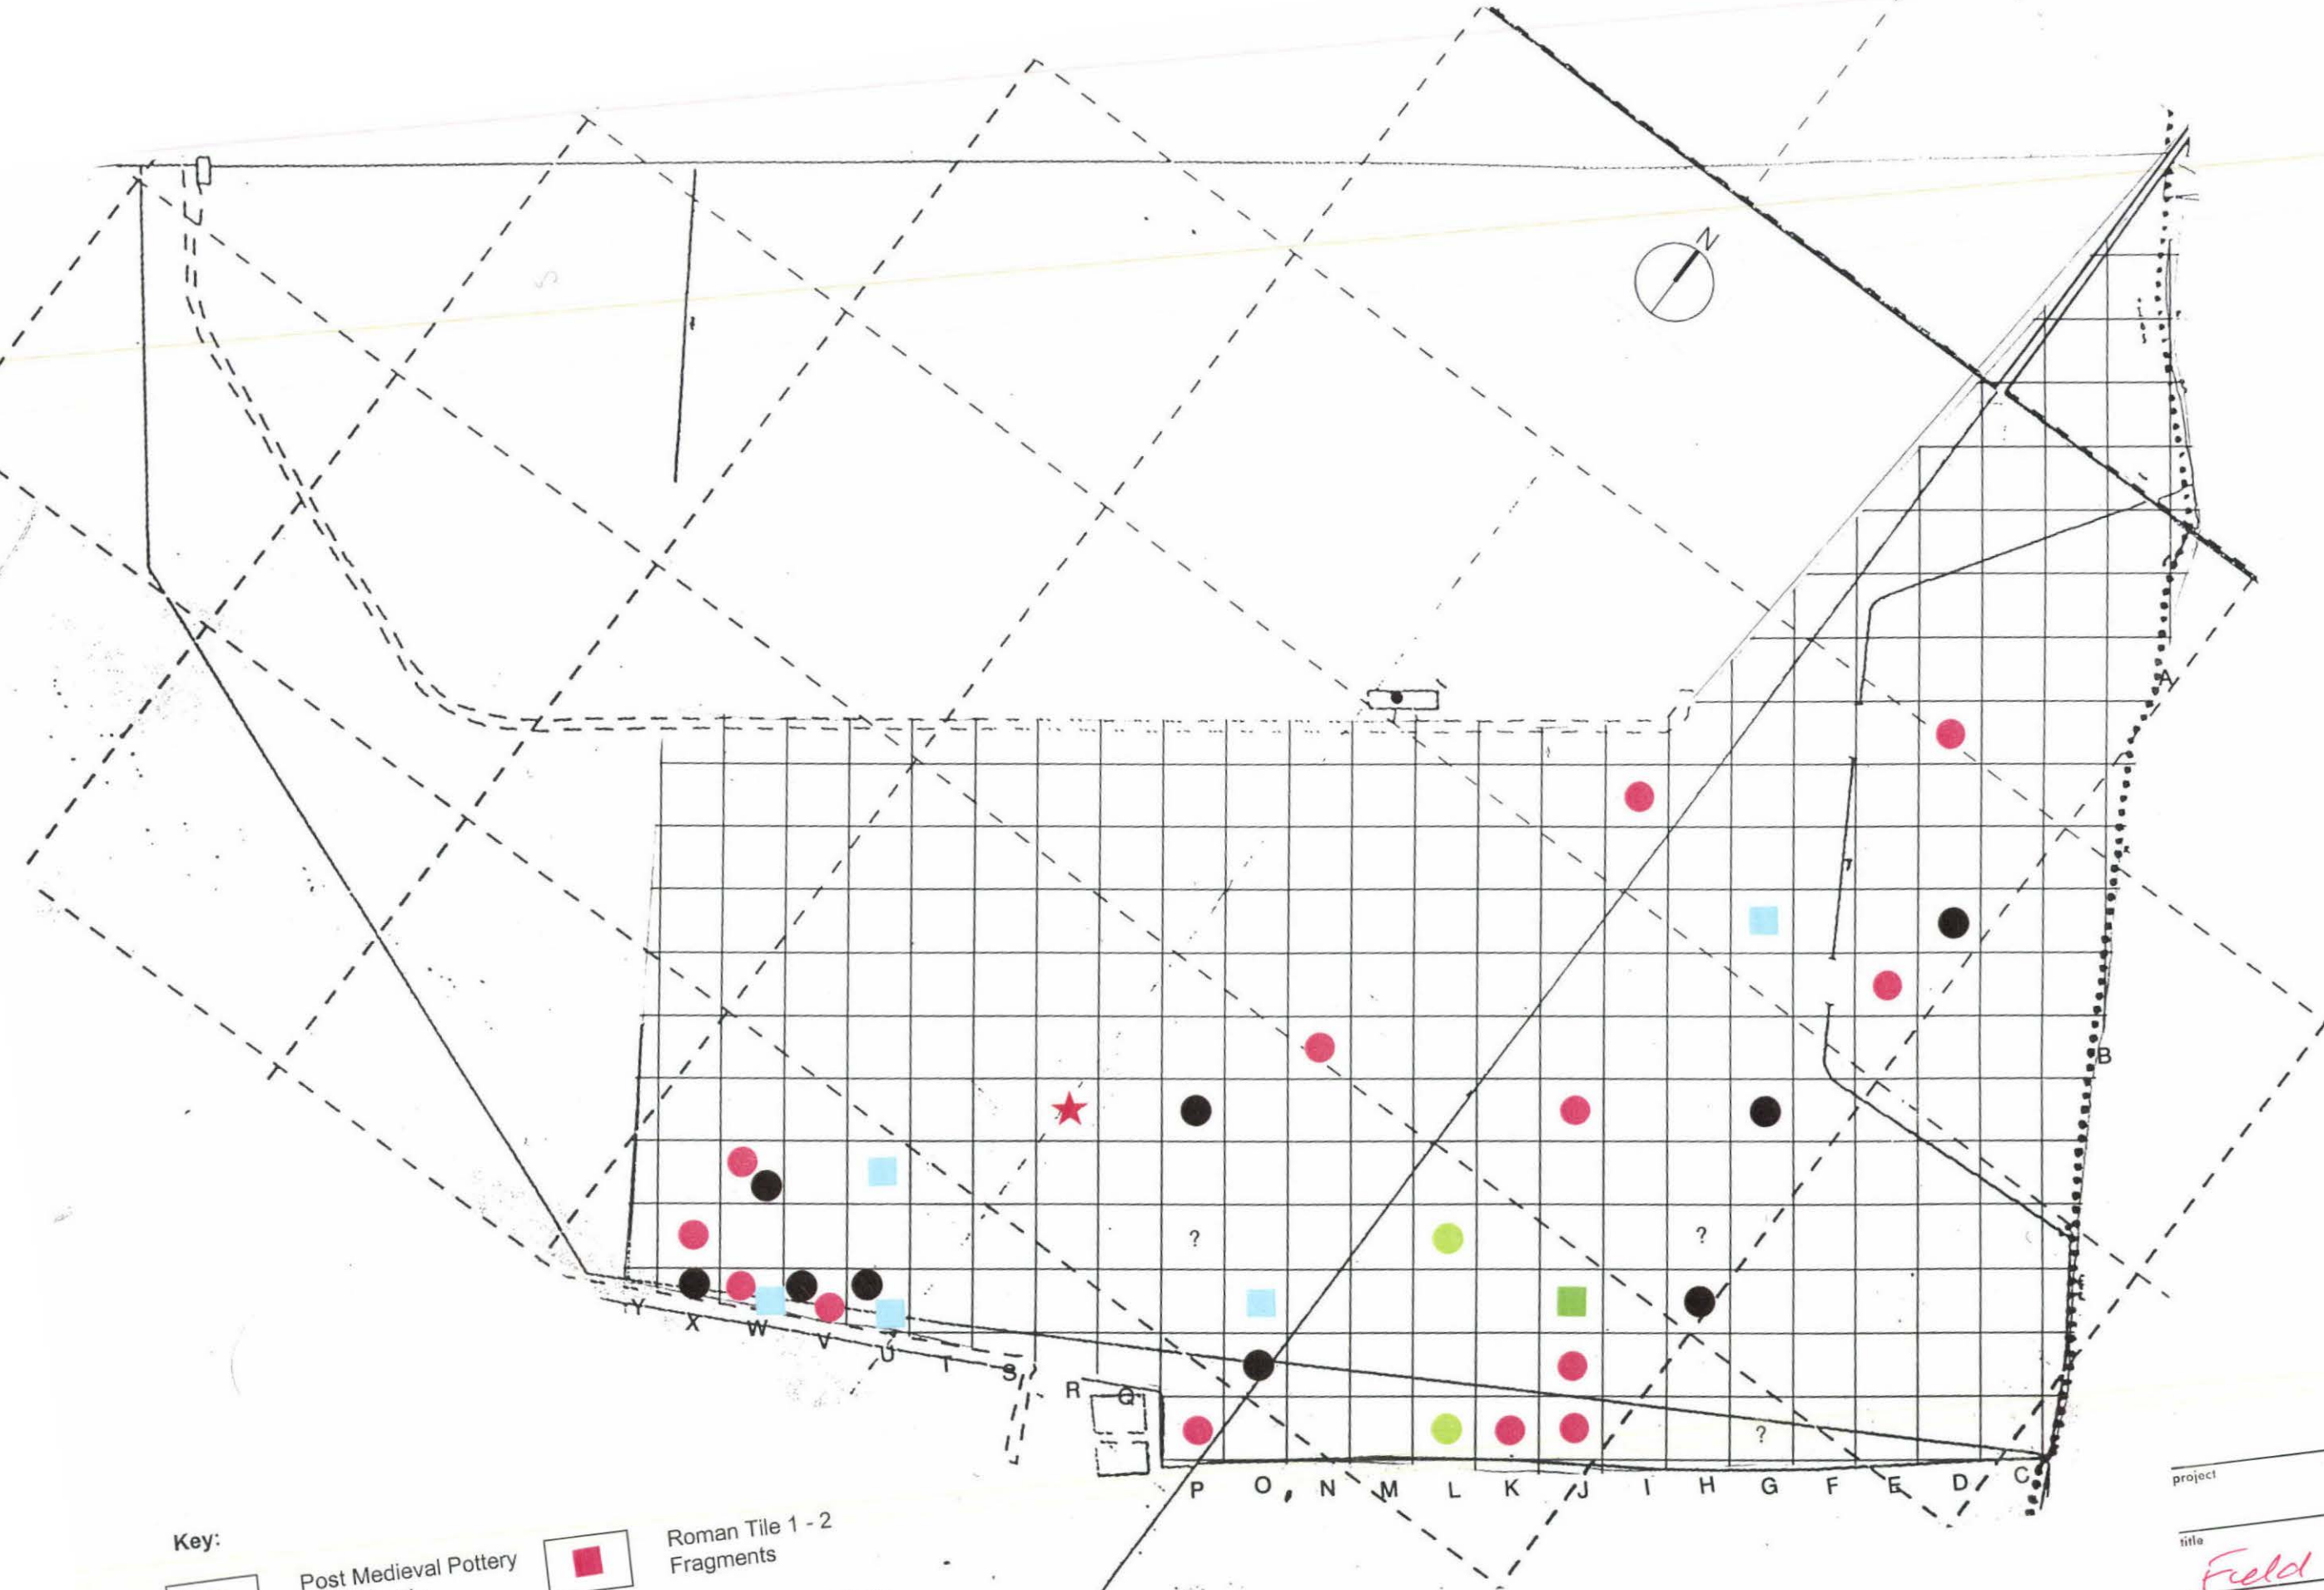 N
A
B
?
?
Y
X
W
V
U
T
S
R
Q
?
P
O
N
M
L
K
J
I
H
G
F
E
D
C
Key:
Post Medieval Pottery
Roman Tile 1 - 2
Fragments
project
title
Field